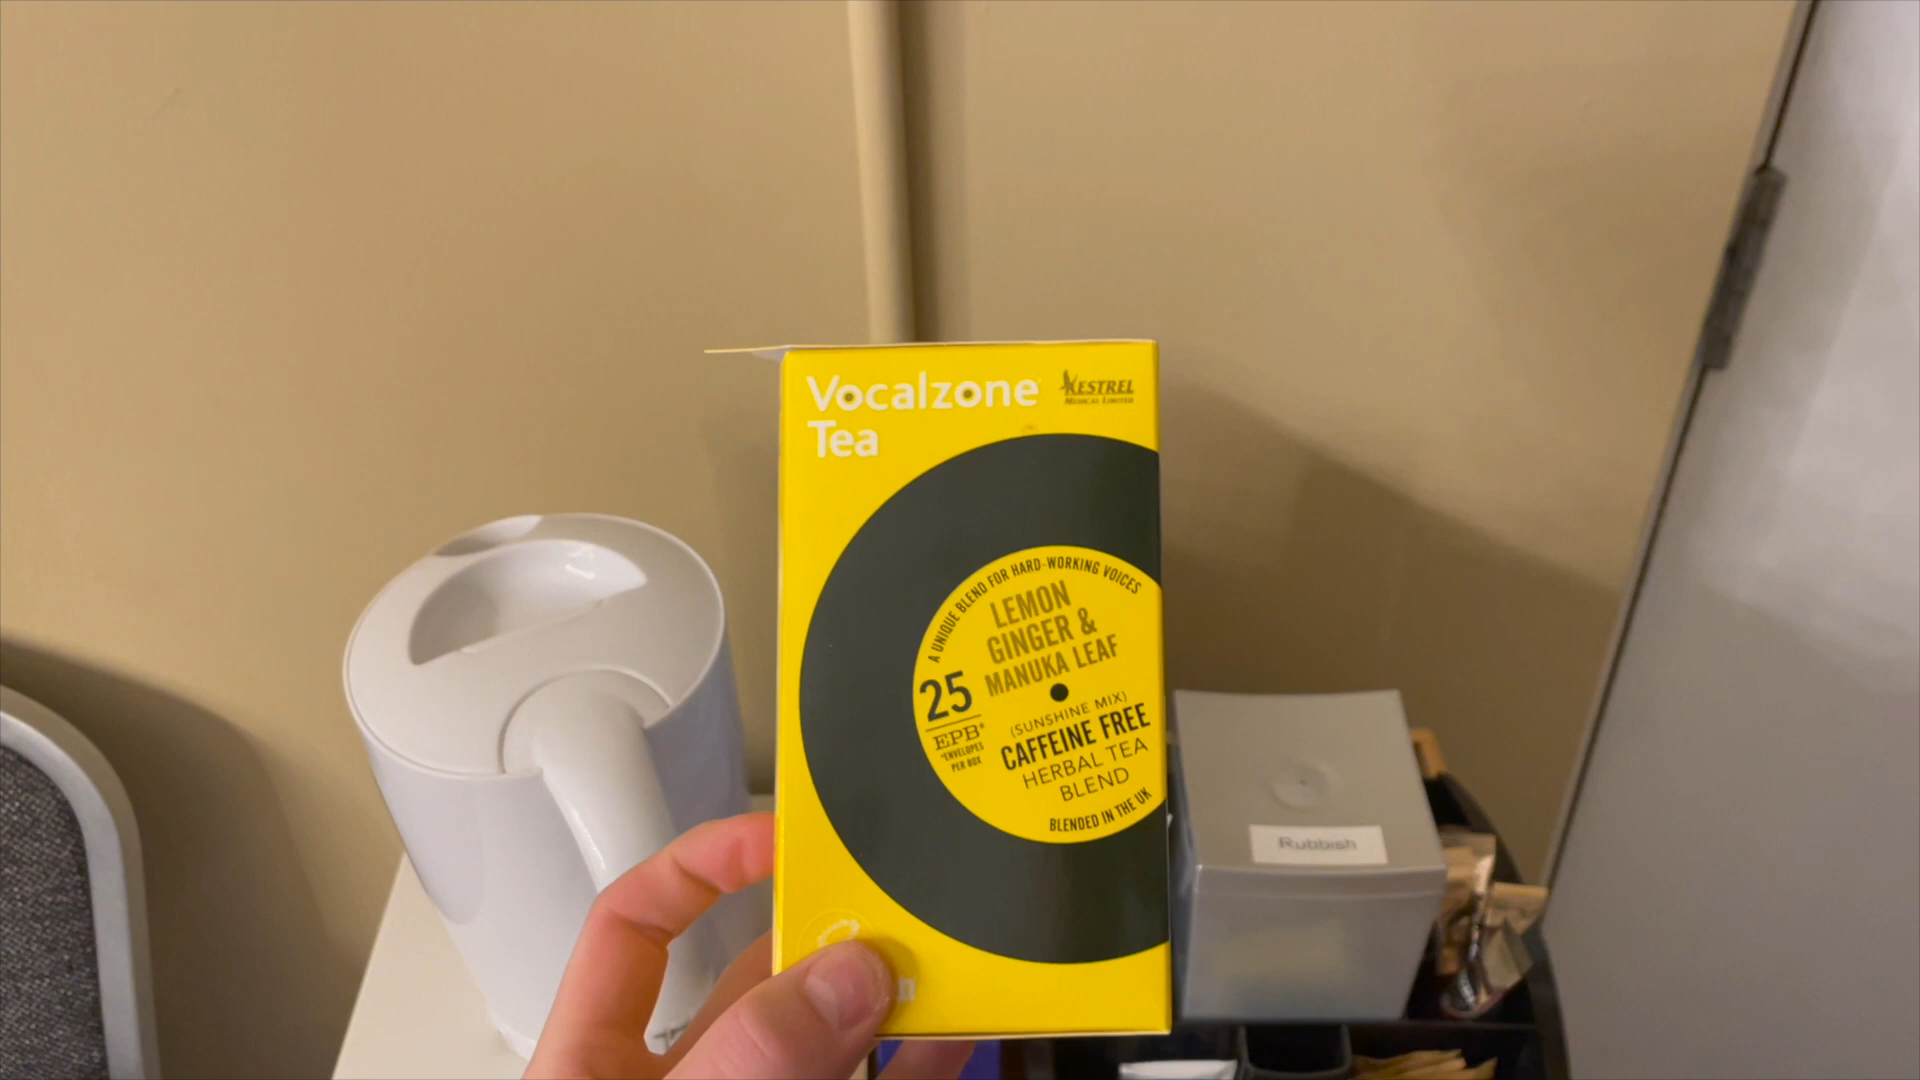 Vocalzone
Tea
KESTREL
MEDICAL LIMITED
A UNIQUE BLEND FOR HARD-WORKING VOICES
LEMON
GINGER &
MANUKA LEAF
25
EPB*
*ENVELOPES
PER BOX
(SUNSHINE MIX)
CAFFEINE FREE
HERBAL TEA
BLEND
BLENDED IN THE UK
Rubbish